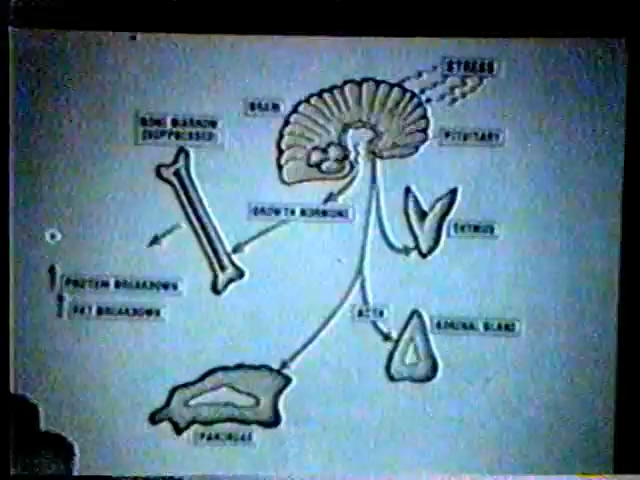 STRESS
BRAIN
BONE MARROW
(SUPPRESSED)
PITUITARY
GROWTH HORMONE
THYMUS
PROTEIN BREAKDOWN
FAT BREAKDOWN
ACTH
ADRENAL GLAND
PANCREAS